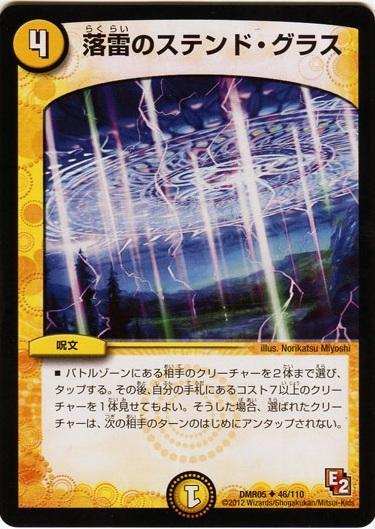 4
らく らい
落雷のステンド・グラス
illus. Norikatsu Miyoshi
呪文
■ バトルゾーンにある相手のクリーチャーを2体まで選び、
タップする。その後、自分の手札にあるコスト7以上のクリー
チャーを1体見せてもよい。そうした場合、選ばれたクリーチ
ャーは、次の相手のターンのはじめにアンタップされない。
1
E2
DMR05 ◆ 46/110
©2012 Wizards/Shogakukan/Mitsui-Kids